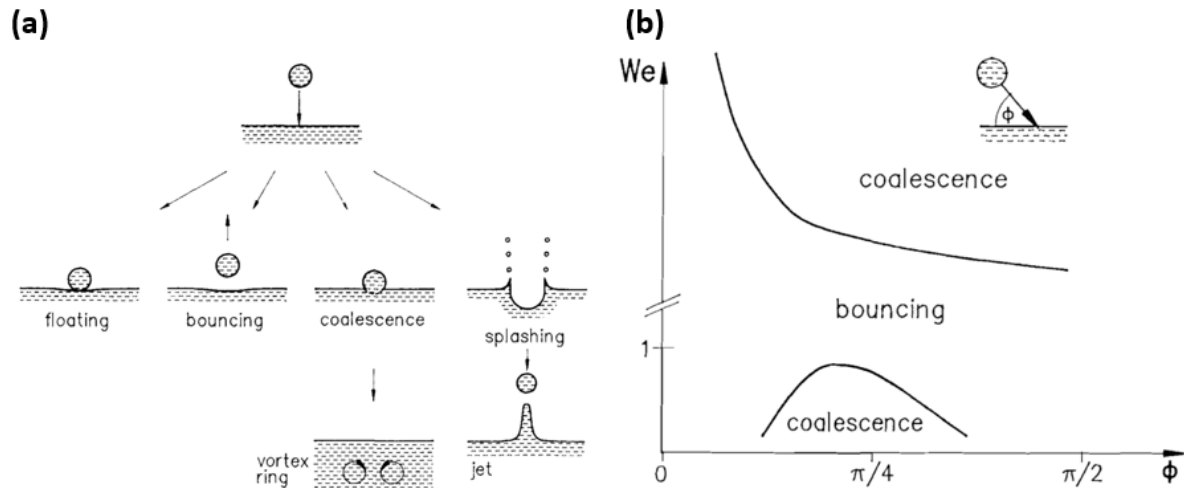 (a)
floating
bouncing
coalescence
splashing
vortex
ring
jet
(b)
We
ϕ
coalescence
bouncing
1
coalescence
0
π/4
π/2
ϕ